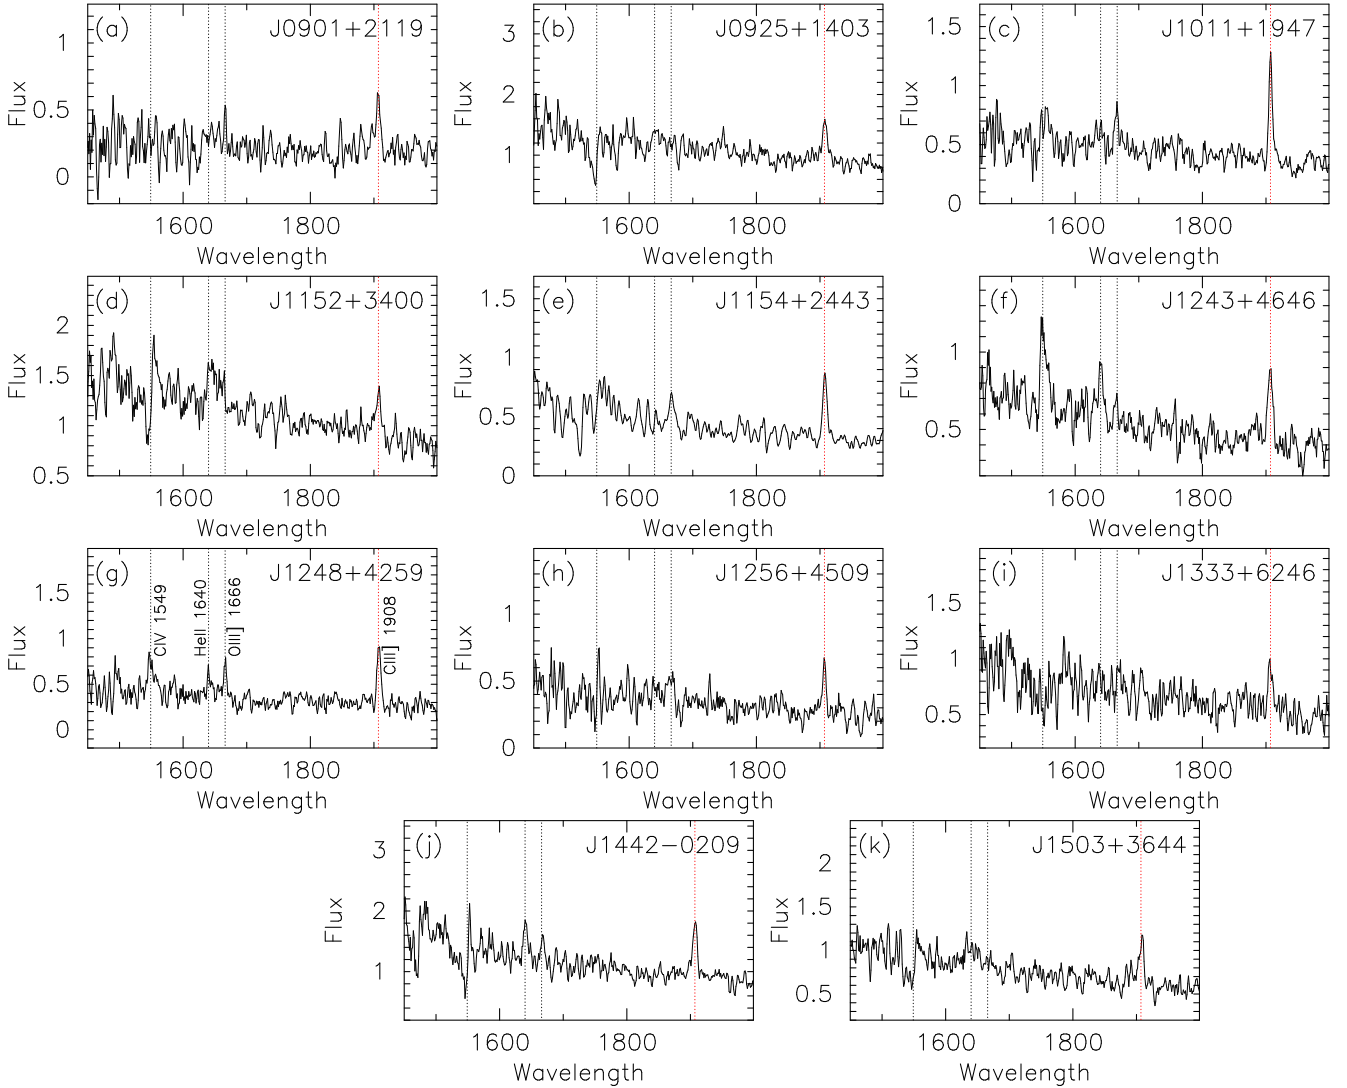 (a) J0901+2119
1
0.5
0
Flux
1600 1800
Wavelength
(b) J0925+1403
3
2
1
Flux
1600 1800
Wavelength
(c) J1011+1947
1.5
1
0.5
0
Flux
1600 1800
Wavelength
(d) J1152+3400
2
1.5
1
0.5
Flux
1600 1800
Wavelength
(e) J1154+2443
1.5
1
0.5
0
Flux
1600 1800
Wavelength
(f) J1243+4646
1
0.5
Flux
1600 1800
Wavelength
(g) J1248+4259
1.5
1
0.5
0
Flux
CIV 1549
HeII 1640
OIII] 1666
CIII] 1908
1600 1800
Wavelength
(h) J1256+4509
1
0.5
0
Flux
1600 1800
Wavelength
(i) J1333+6246
1.5
1
0.5
Flux
1600 1800
Wavelength
(j) J1442−0209
3
2
1
Flux
1600 1800
Wavelength
(k) J1503+3644
2
1.5
1
0.5
Flux
1600 1800
Wavelength